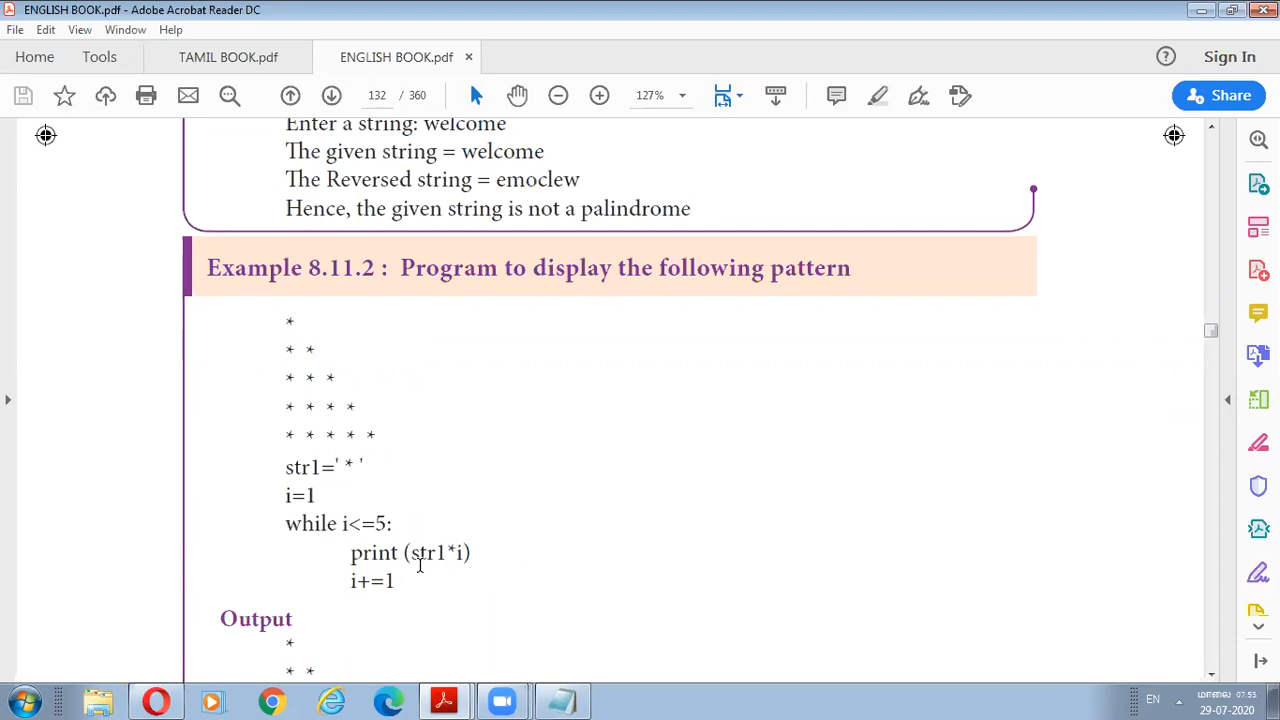 ENGLISH BOOK.pdf - Adobe Acrobat Reader DC
File Edit View Window Help
Home Tools TAMIL BOOK.pdf ENGLISH BOOK.pdf × Sign In
132 / 360 127% Share
Enter a string: welcome
The given string = welcome
The Reversed string = emoclew
Hence, the given string is not a palindrome
Example 8.11.2 : Program to display the following pattern
*
* *
* * *
* * * *
* * * * *
str1=' * '
i=1
while i<=5:
print (str1*i)
i+=1
Output
*
* *
EN மாலை 07:55
29-07-2020